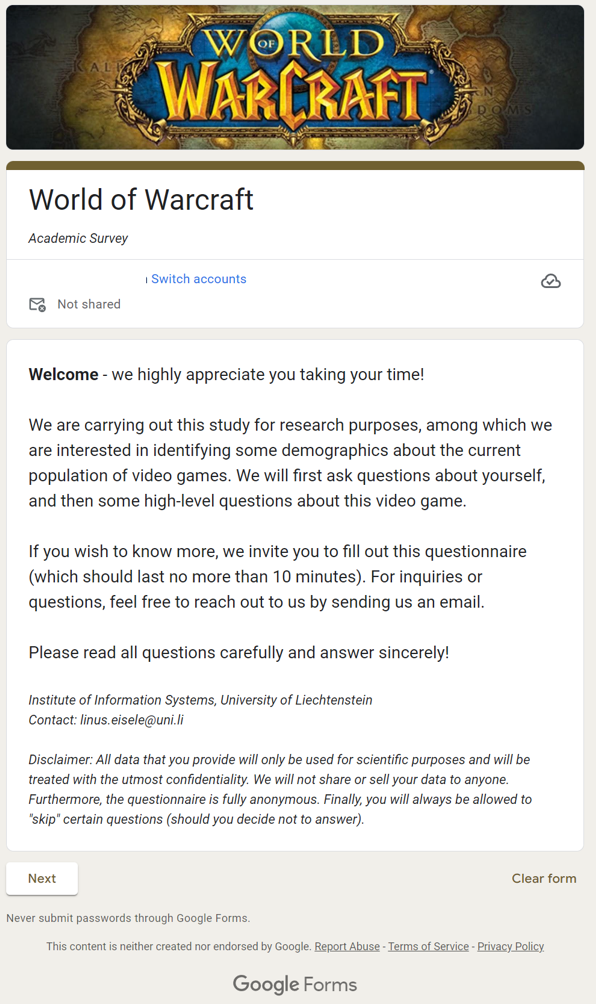 WORLD
OF
WARCRAFT
World of Warcraft
Academic Survey
Switch accounts
Not shared
Welcome - we highly appreciate you taking your time!
We are carrying out this study for research purposes, among which we
are interested in identifying some demographics about the current
population of video games. We will first ask questions about yourself,
and then some high-level questions about this video game.
If you wish to know more, we invite you to fill out this questionnaire
(which should last no more than 10 minutes). For inquiries or
questions, feel free to reach out to us by sending us an email.
Please read all questions carefully and answer sincerely!
Institute of Information Systems, University of Liechtenstein
Contact: linus.eisele@uni.li
Disclaimer: All data that you provide will only be used for scientific purposes and will be
treated with the utmost confidentiality. We will not share or sell your data to anyone.
Furthermore, the questionnaire is fully anonymous. Finally, you will always be allowed to
"skip" certain questions (should you decide not to answer).
Next
Clear form
Never submit passwords through Google Forms.
This content is neither created nor endorsed by Google. Report Abuse - Terms of Service - Privacy Policy
Google Forms